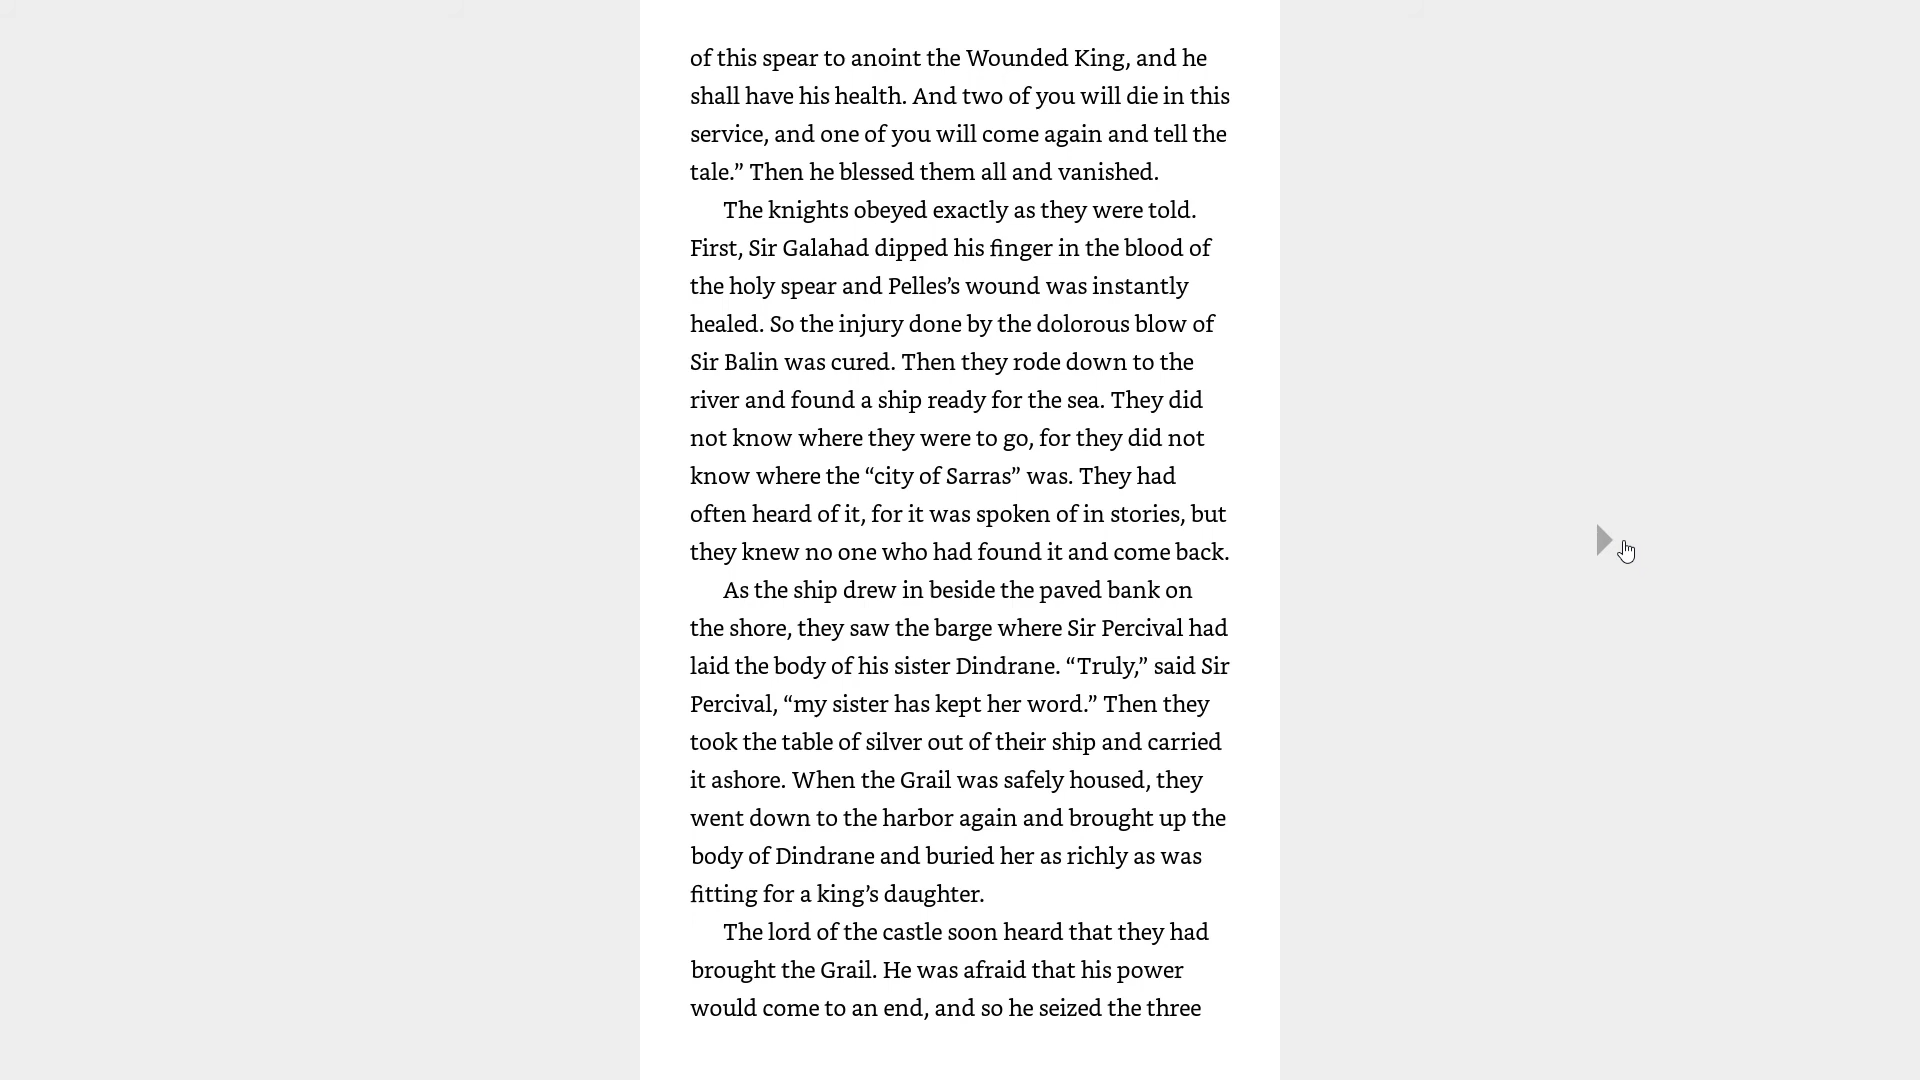 of this spear to anoint the Wounded King, and he
shall have his health. And two of you will die in this
service, and one of you will come again and tell the
tale.” Then he blessed them all and vanished.
The knights obeyed exactly as they were told.
First, Sir Galahad dipped his finger in the blood of
the holy spear and Pelles’s wound was instantly
healed. So the injury done by the dolorous blow of
Sir Balin was cured. Then they rode down to the
river and found a ship ready for the sea. They did
not know where they were to go, for they did not
know where the “city of Sarras” was. They had
often heard of it, for it was spoken of in stories, but
they knew no one who had found it and come back.
As the ship drew in beside the paved bank on
the shore, they saw the barge where Sir Percival had
laid the body of his sister Dindrane. “Truly,” said Sir
Percival, “my sister has kept her word.” Then they
took the table of silver out of their ship and carried
it ashore. When the Grail was safely housed, they
went down to the harbor again and brought up the
body of Dindrane and buried her as richly as was
fitting for a king’s daughter.
The lord of the castle soon heard that they had
brought the Grail. He was afraid that his power
would come to an end, and so he seized the three